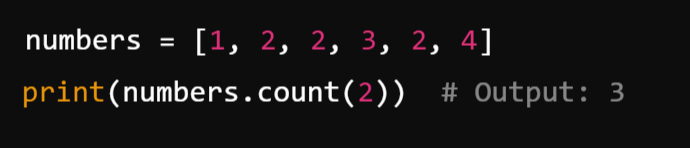 numbers = [1, 2, 2, 3, 2, 4]
print(numbers.count(2))  # Output: 3